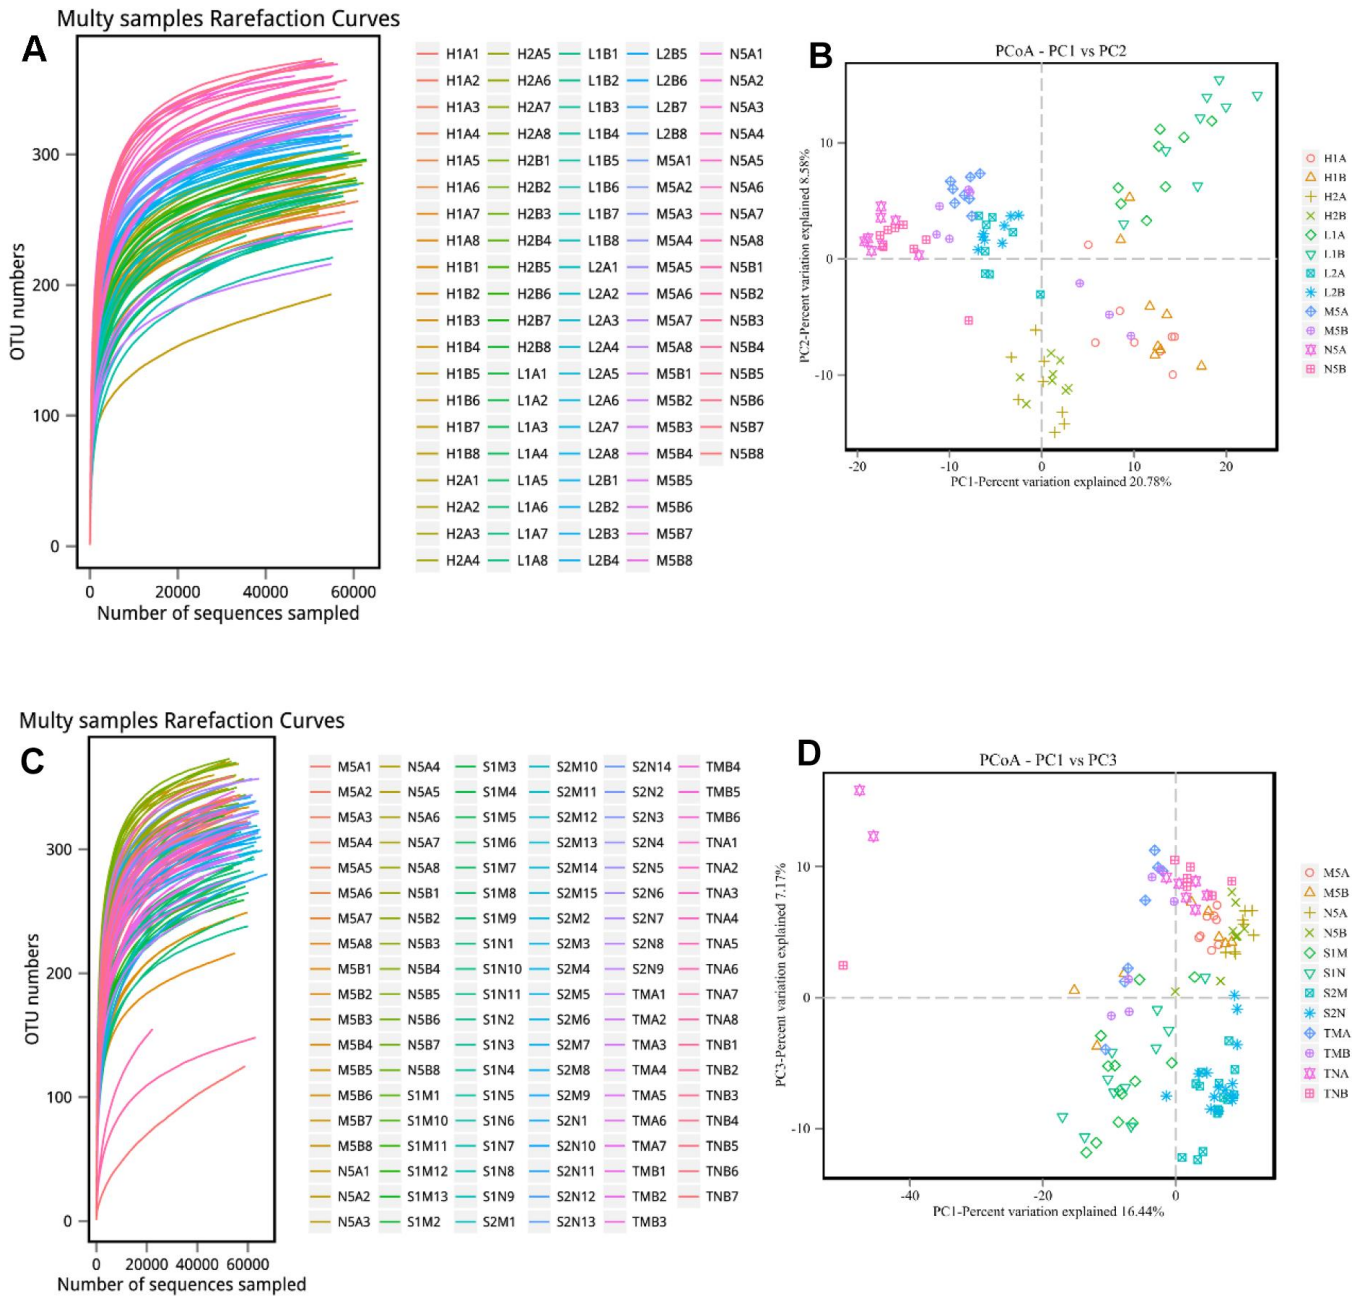 Multy samples Rarefaction Curves
A
OTU numbers
300
200
100
0
0 20000 40000 60000
Number of sequences sampled
H1A1 H2A5 L1B1 L2B5 N5A1
H1A2 H2A6 L1B2 L2B6 N5A2
H1A3 H2A7 L1B3 L2B7 N5A3
H1A4 H2A8 L1B4 L2B8 N5A4
H1A5 H2B1 L1B5 M5A1 N5A5
H1A6 H2B2 L1B6 M5A2 N5A6
H1A7 H2B3 L1B7 M5A3 N5A7
H1A8 H2B4 L1B8 M5A4 N5A8
H1B1 H2B5 L2A1 M5A5 N5B1
H1B2 H2B6 L2A2 M5A6 N5B2
H1B3 H2B7 L2A3 M5A7 N5B3
H1B4 H2B8 L2A4 M5A8 N5B4
H1B5 L1A1 L2A5 M5B1 N5B5
H1B6 L1A2 L2A6 M5B2 N5B6
H1B7 L1A3 L2A7 M5B3 N5B7
H1B8 L1A4 L2A8 M5B4 N5B8
H2A1 L1A5 L2B1 M5B5
H2A2 L1A6 L2B2 M5B6
H2A3 L1A7 L2B3 M5B7
H2A4 L1A8 L2B4 M5B8
B
PCoA - PC1 vs PC2
PC2-Percent variation explained 8.58%
10
0
-10
-20 -10 0 10 20
PC1-Percent variation explained 20.78%
H1A
H1B
H2A
H2B
L1A
L1B
L2A
L2B
M5A
M5B
N5A
N5B
Multy samples Rarefaction Curves
C
OTU numbers
300
200
100
0
0 20000 40000 60000
Number of sequences sampled
M5A1 N5A4 S1M3 S2M10 S2N14 TMB4
M5A2 N5A5 S1M4 S2M11 S2N2 TMB5
M5A3 N5A6 S1M5 S2M12 S2N3 TMB6
M5A4 N5A7 S1M6 S2M13 S2N4 TNA1
M5A5 N5A8 S1M7 S2M14 S2N5 TNA2
M5A6 N5B1 S1M8 S2M15 S2N6 TNA3
M5A7 N5B2 S1M9 S2M2 S2N7 TNA4
M5A8 N5B3 S1N1 S2M3 S2N8 TNA5
M5B1 N5B4 S1N10 S2M4 S2N9 TNA6
M5B2 N5B5 S1N11 S2M5 TMA1 TNA7
M5B3 N5B6 S1N2 S2M6 TMA2 TNA8
M5B4 N5B7 S1N3 S2M7 TMA3 TNB1
M5B5 N5B8 S1N4 S2M8 TMA4 TNB2
M5B6 S1M1 S1N5 S2M9 TMA5 TNB3
M5B7 S1M10 S1N6 S2N1 TMA6 TNB4
M5B8 S1M11 S1N7 S2N10 TMA7 TNB5
N5A1 S1M12 S1N8 S2N11 TMB1 TNB6
N5A2 S1M13 S1N9 S2N12 TMB2 TNB7
N5A3 S1M2 S2M1 S2N13 TMB3
D
PCoA - PC1 vs PC3
PC3-Percent variation explained 7.17%
10
0
-10
-40 -20 0
PC1-Percent variation explained 16.44%
M5A
M5B
N5A
N5B
S1M
S1N
S2M
S2N
TMA
TMB
TNA
TNB